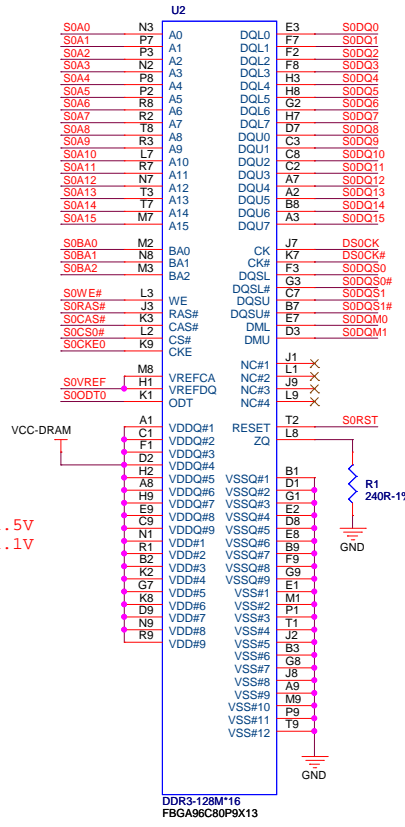 U2
S0A0 N3 A0 DQL0 E3 S0DQ0
S0A1 P7 A1 DQL1 F7 S0DQ1
S0A2 P3 A2 DQL2 F2 S0DQ2
S0A3 N2 A3 DQL3 F8 S0DQ3
S0A4 P8 A4 DQL4 H3 S0DQ4
S0A5 P2 A5 DQL5 H8 S0DQ5
S0A6 R8 A6 DQL6 G2 S0DQ6
S0A7 R2 A7 DQL7 H7 S0DQ7
S0A8 T8 A8 DQU0 D7 S0DQ8
S0A9 R3 A9 DQU1 C3 S0DQ9
S0A10 L7 A10 DQU2 C8 S0DQ10
S0A11 R7 A11 DQU3 C2 S0DQ11
S0A12 N7 A12 DQU4 A7 S0DQ12
S0A13 T3 A13 DQU5 A2 S0DQ13
S0A14 T7 A14 DQU6 B8 S0DQ14
S0A15 M7 A15 DQU7 A3 S0DQ15
S0BA0 M2 BA0 CK J7 DS0CK
S0BA1 N8 BA1 CK# K7 DS0CK#
S0BA2 M3 BA2 DQSL F3 S0DQS0
DQSL# G3 S0DQS0#
S0WE# L3 WE DQSU C7 S0DQS1
S0RAS# J3 RAS# DQSU# B7 S0DQS1#
S0CAS# K3 CAS# DML E7 S0DQM0
S0CS0# L2 CS# DMU D3 S0DQM1
S0CKE0 K9 CKE
NC#1 J1
M8 VREFCA NC#2 L1
S0VREF H1 VREFDQ NC#3 J9
S0ODT0 K1 ODT NC#4 L9
A1 VDDQ#1 RESET T2 S0RST
VCC-DRAM C1 VDDQ#2 ZQ L8
F1 VDDQ#3
D2 VDDQ#4
H2 VDDQ#5 VSSQ#1 B1
A8 VDDQ#6 VSSQ#2 D1 R1
H9 VDDQ#7 VSSQ#3 G1 240R-1%
E9 VDDQ#8 VSSQ#4 E2
.5V C9 VDDQ#9 VSSQ#5 D8
.1V N1 VDD#1 VSSQ#6 E8 GND
R1 VDD#2 VSSQ#7 B9
B2 VDD#3 VSSQ#8 F9
K2 VDD#4 VSSQ#9 G9
G7 VDD#5 VSS#1 E1
K8 VDD#6 VSS#2 M1
D9 VDD#7 VSS#3 P1
N9 VDD#8 VSS#4 T1
R9 VDD#9 VSS#5 J2
VSS#6 B3
VSS#7 G8
VSS#8 J8
VSS#9 A9
VSS#10 M9
VSS#11 P9
VSS#12 T9
GND
DDR3-128M*16
FBGA96C80P9X13